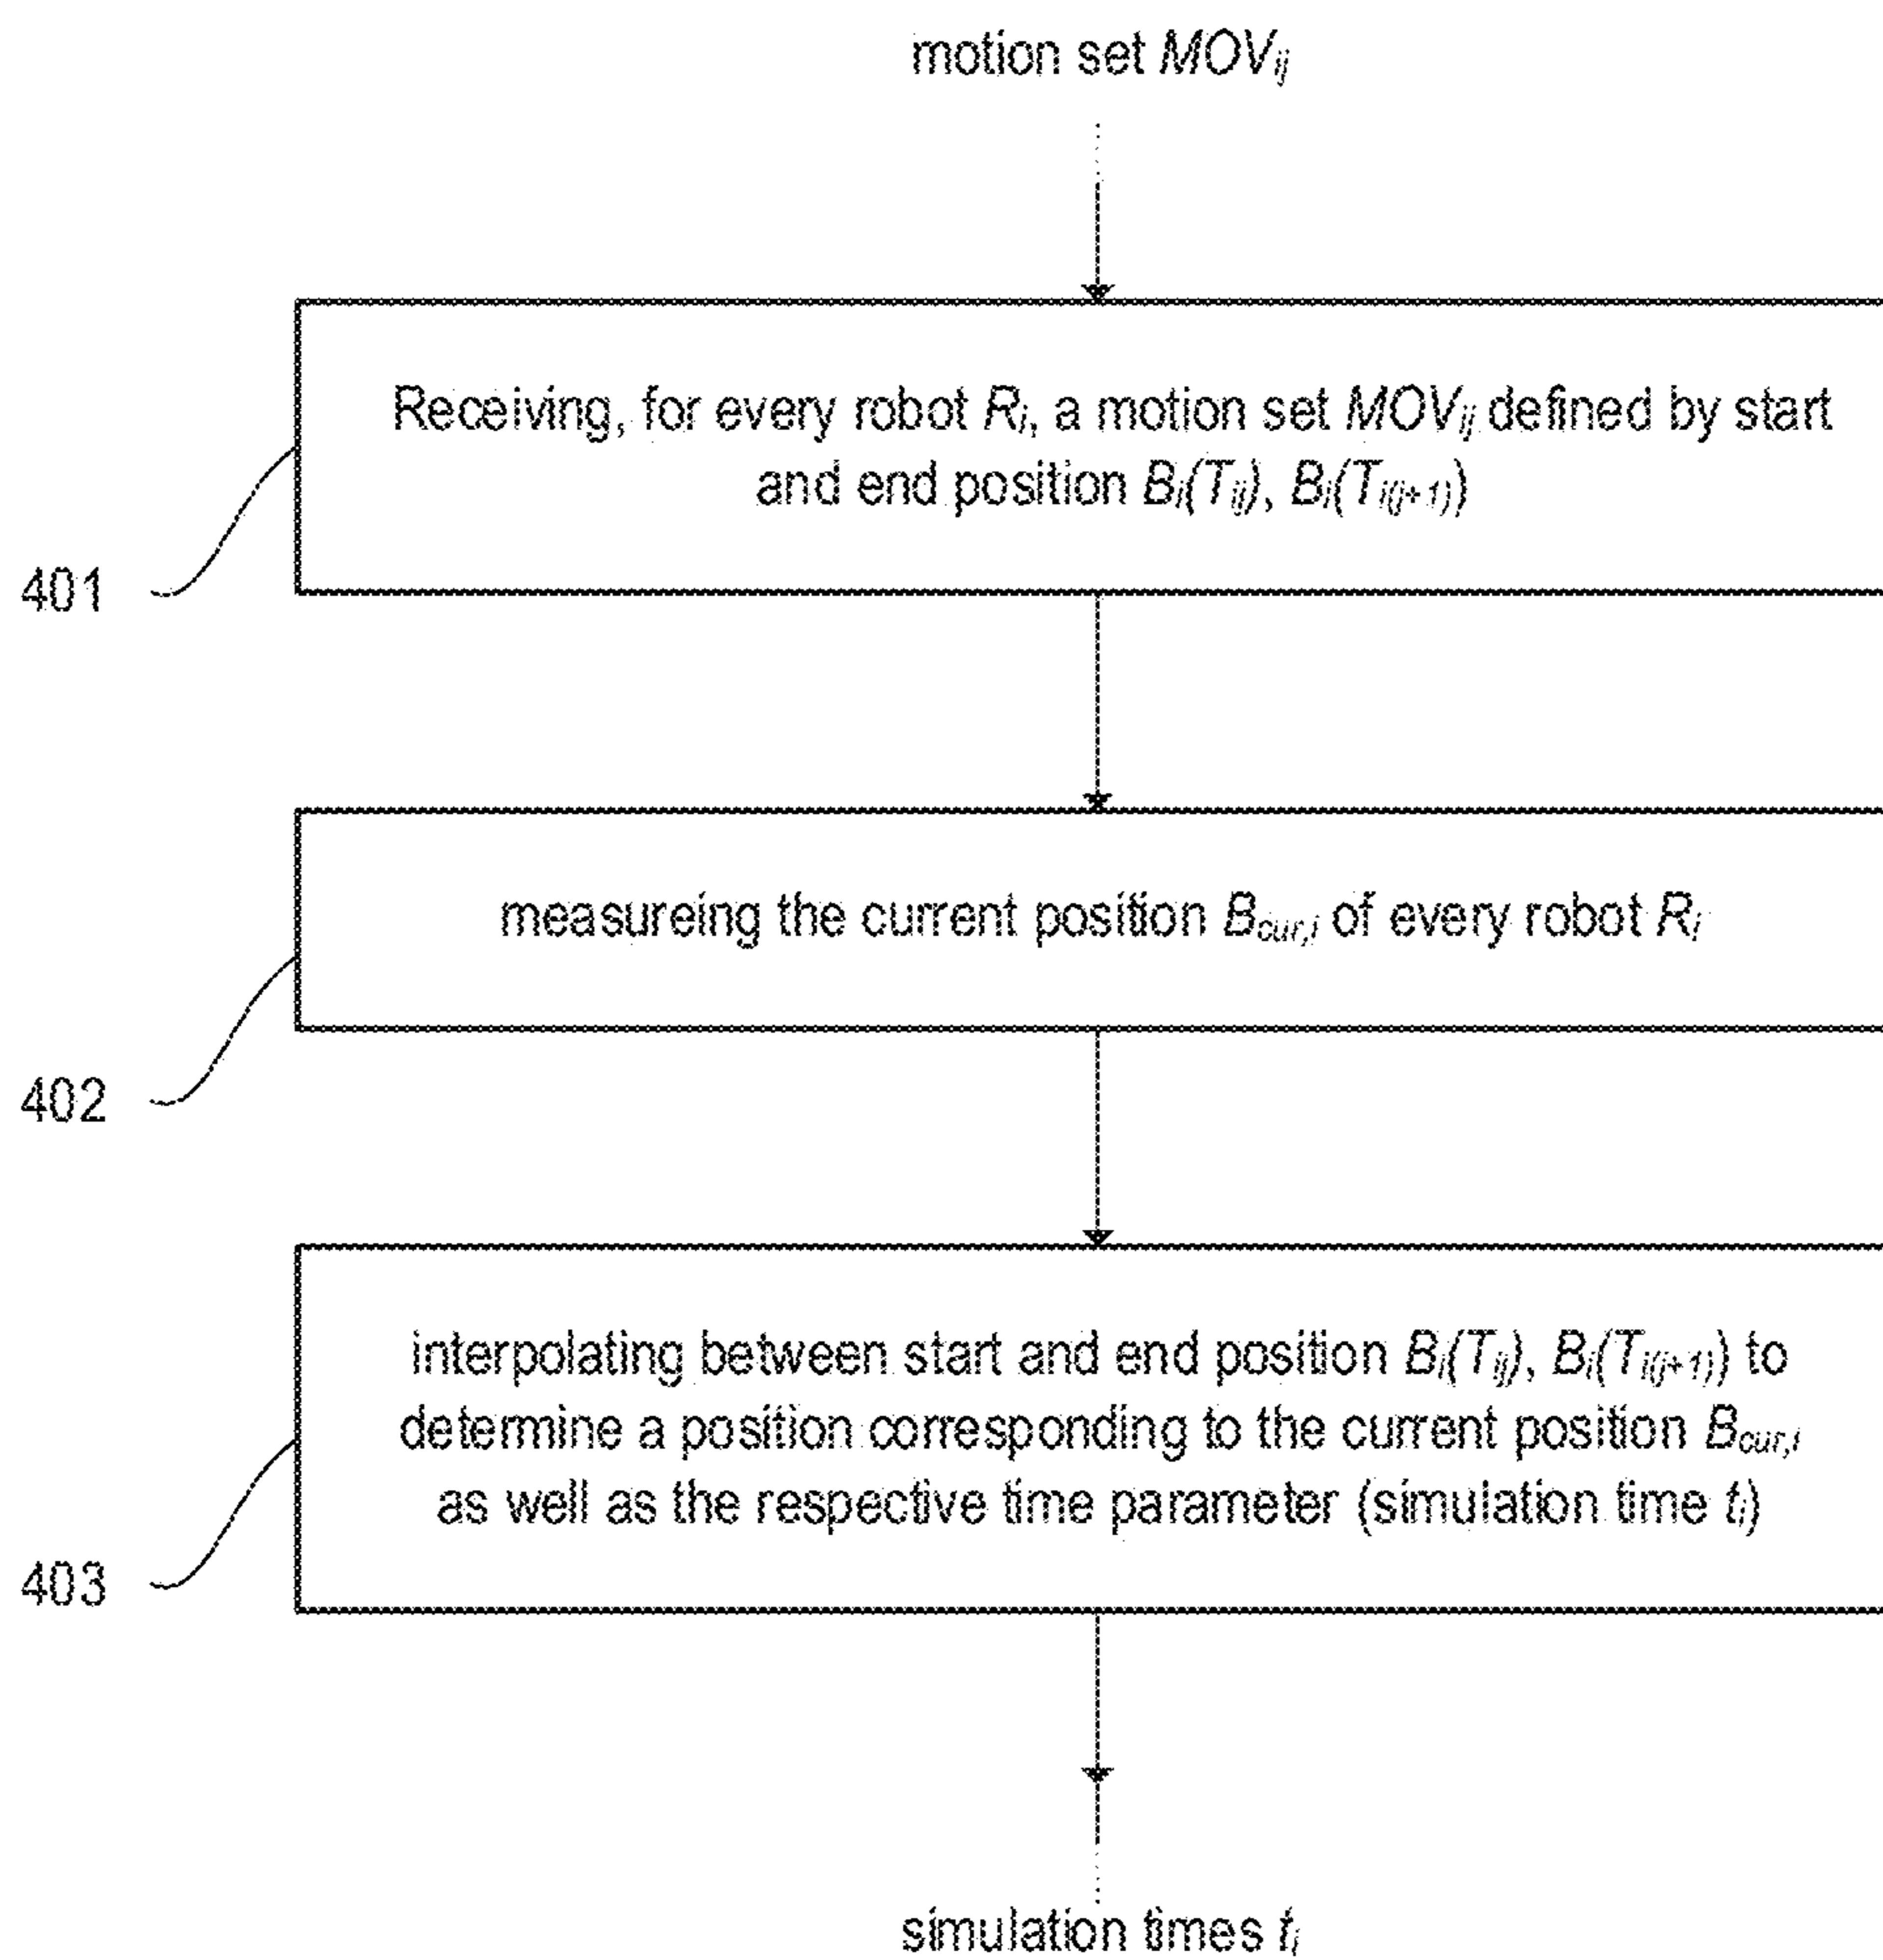 motion set MOVij
Receiving, for every robot Ri, a motion set MOVij defined by start
and end position Bi(Tij), Bi(Ti(j+1))
401
measureing the current position Bcur,i of every robot Ri
402
interpolating between start and end position Bi(Tij), Bi(Ti(j+1)) to
determine a position corresponding to the current position Bcur,i
as well as the respective time parameter (simulation time ti)
403
simulation times ti